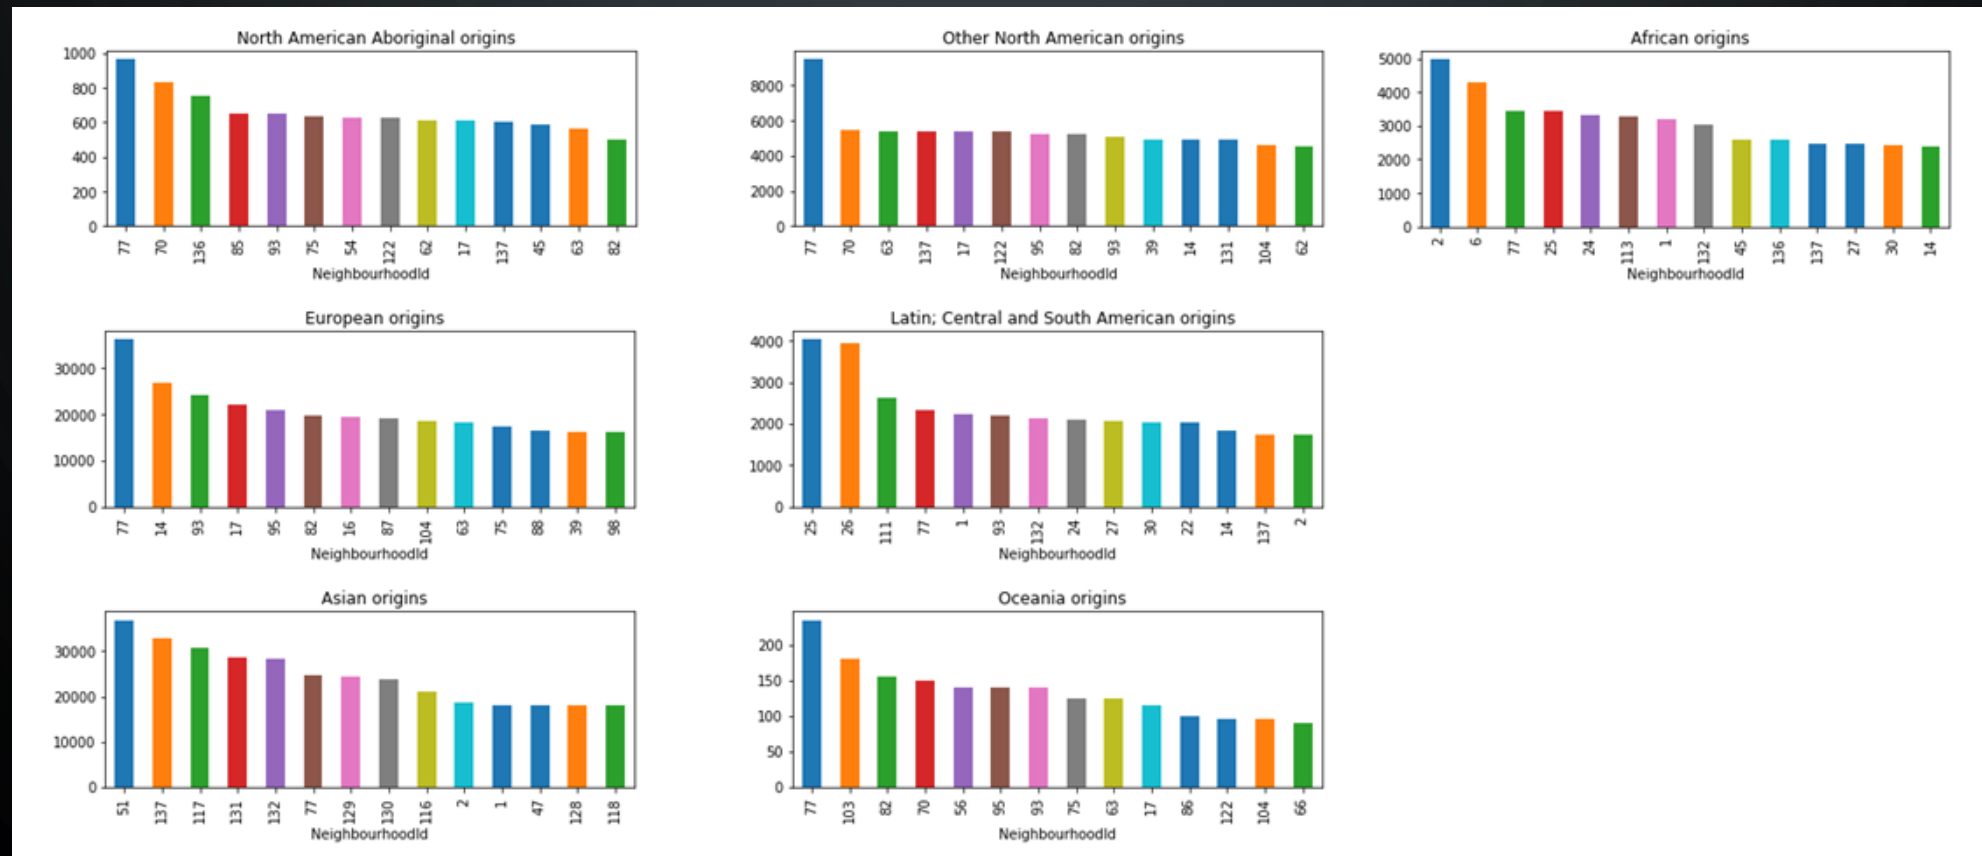 North American Aboriginal origins
1000
800
600
400
200
0
77 70 136 85 93 75 54 122 62 17 137 45 63 82
NeighbourhoodId
Other North American origins
8000
6000
4000
2000
0
77 70 63 137 17 122 95 82 93 39 14 131 104 62
NeighbourhoodId
African origins
5000
4000
3000
2000
1000
0
2 6 77 25 24 113 1 132 45 136 137 27 30 14
NeighbourhoodId
European origins
30000
20000
10000
0
77 14 93 17 95 82 16 87 104 63 75 88 39 98
NeighbourhoodId
Latin; Central and South American origins
4000
3000
2000
1000
0
25 26 111 77 1 93 132 24 27 30 22 14 137 2
NeighbourhoodId
Asian origins
30000
20000
10000
0
51 137 117 131 132 77 129 130 116 2 1 47 128 118
NeighbourhoodId
Oceania origins
200
150
100
50
0
77 103 82 70 56 95 93 75 63 17 86 122 104 66
NeighbourhoodId